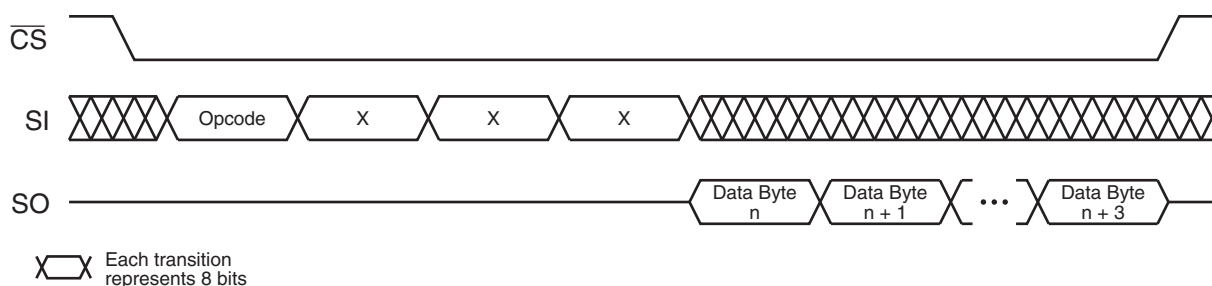 CS
SI
Opcode X X X
SO
Data Byte
n
Data Byte
n + 1
•••
Data Byte
n + 3
Each transition
represents 8 bits